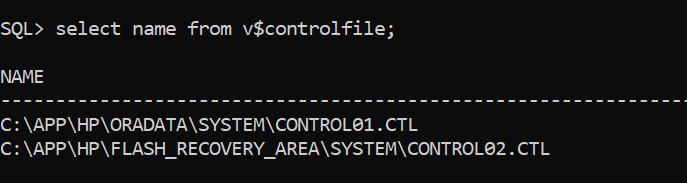 SQL> select name from v$controlfile;
NAME
--------------------------------------------------------------
C:\APP\HP\ORADATA\SYSTEM\CONTROL01.CTL
C:\APP\HP\FLASH_RECOVERY_AREA\SYSTEM\CONTROL02.CTL